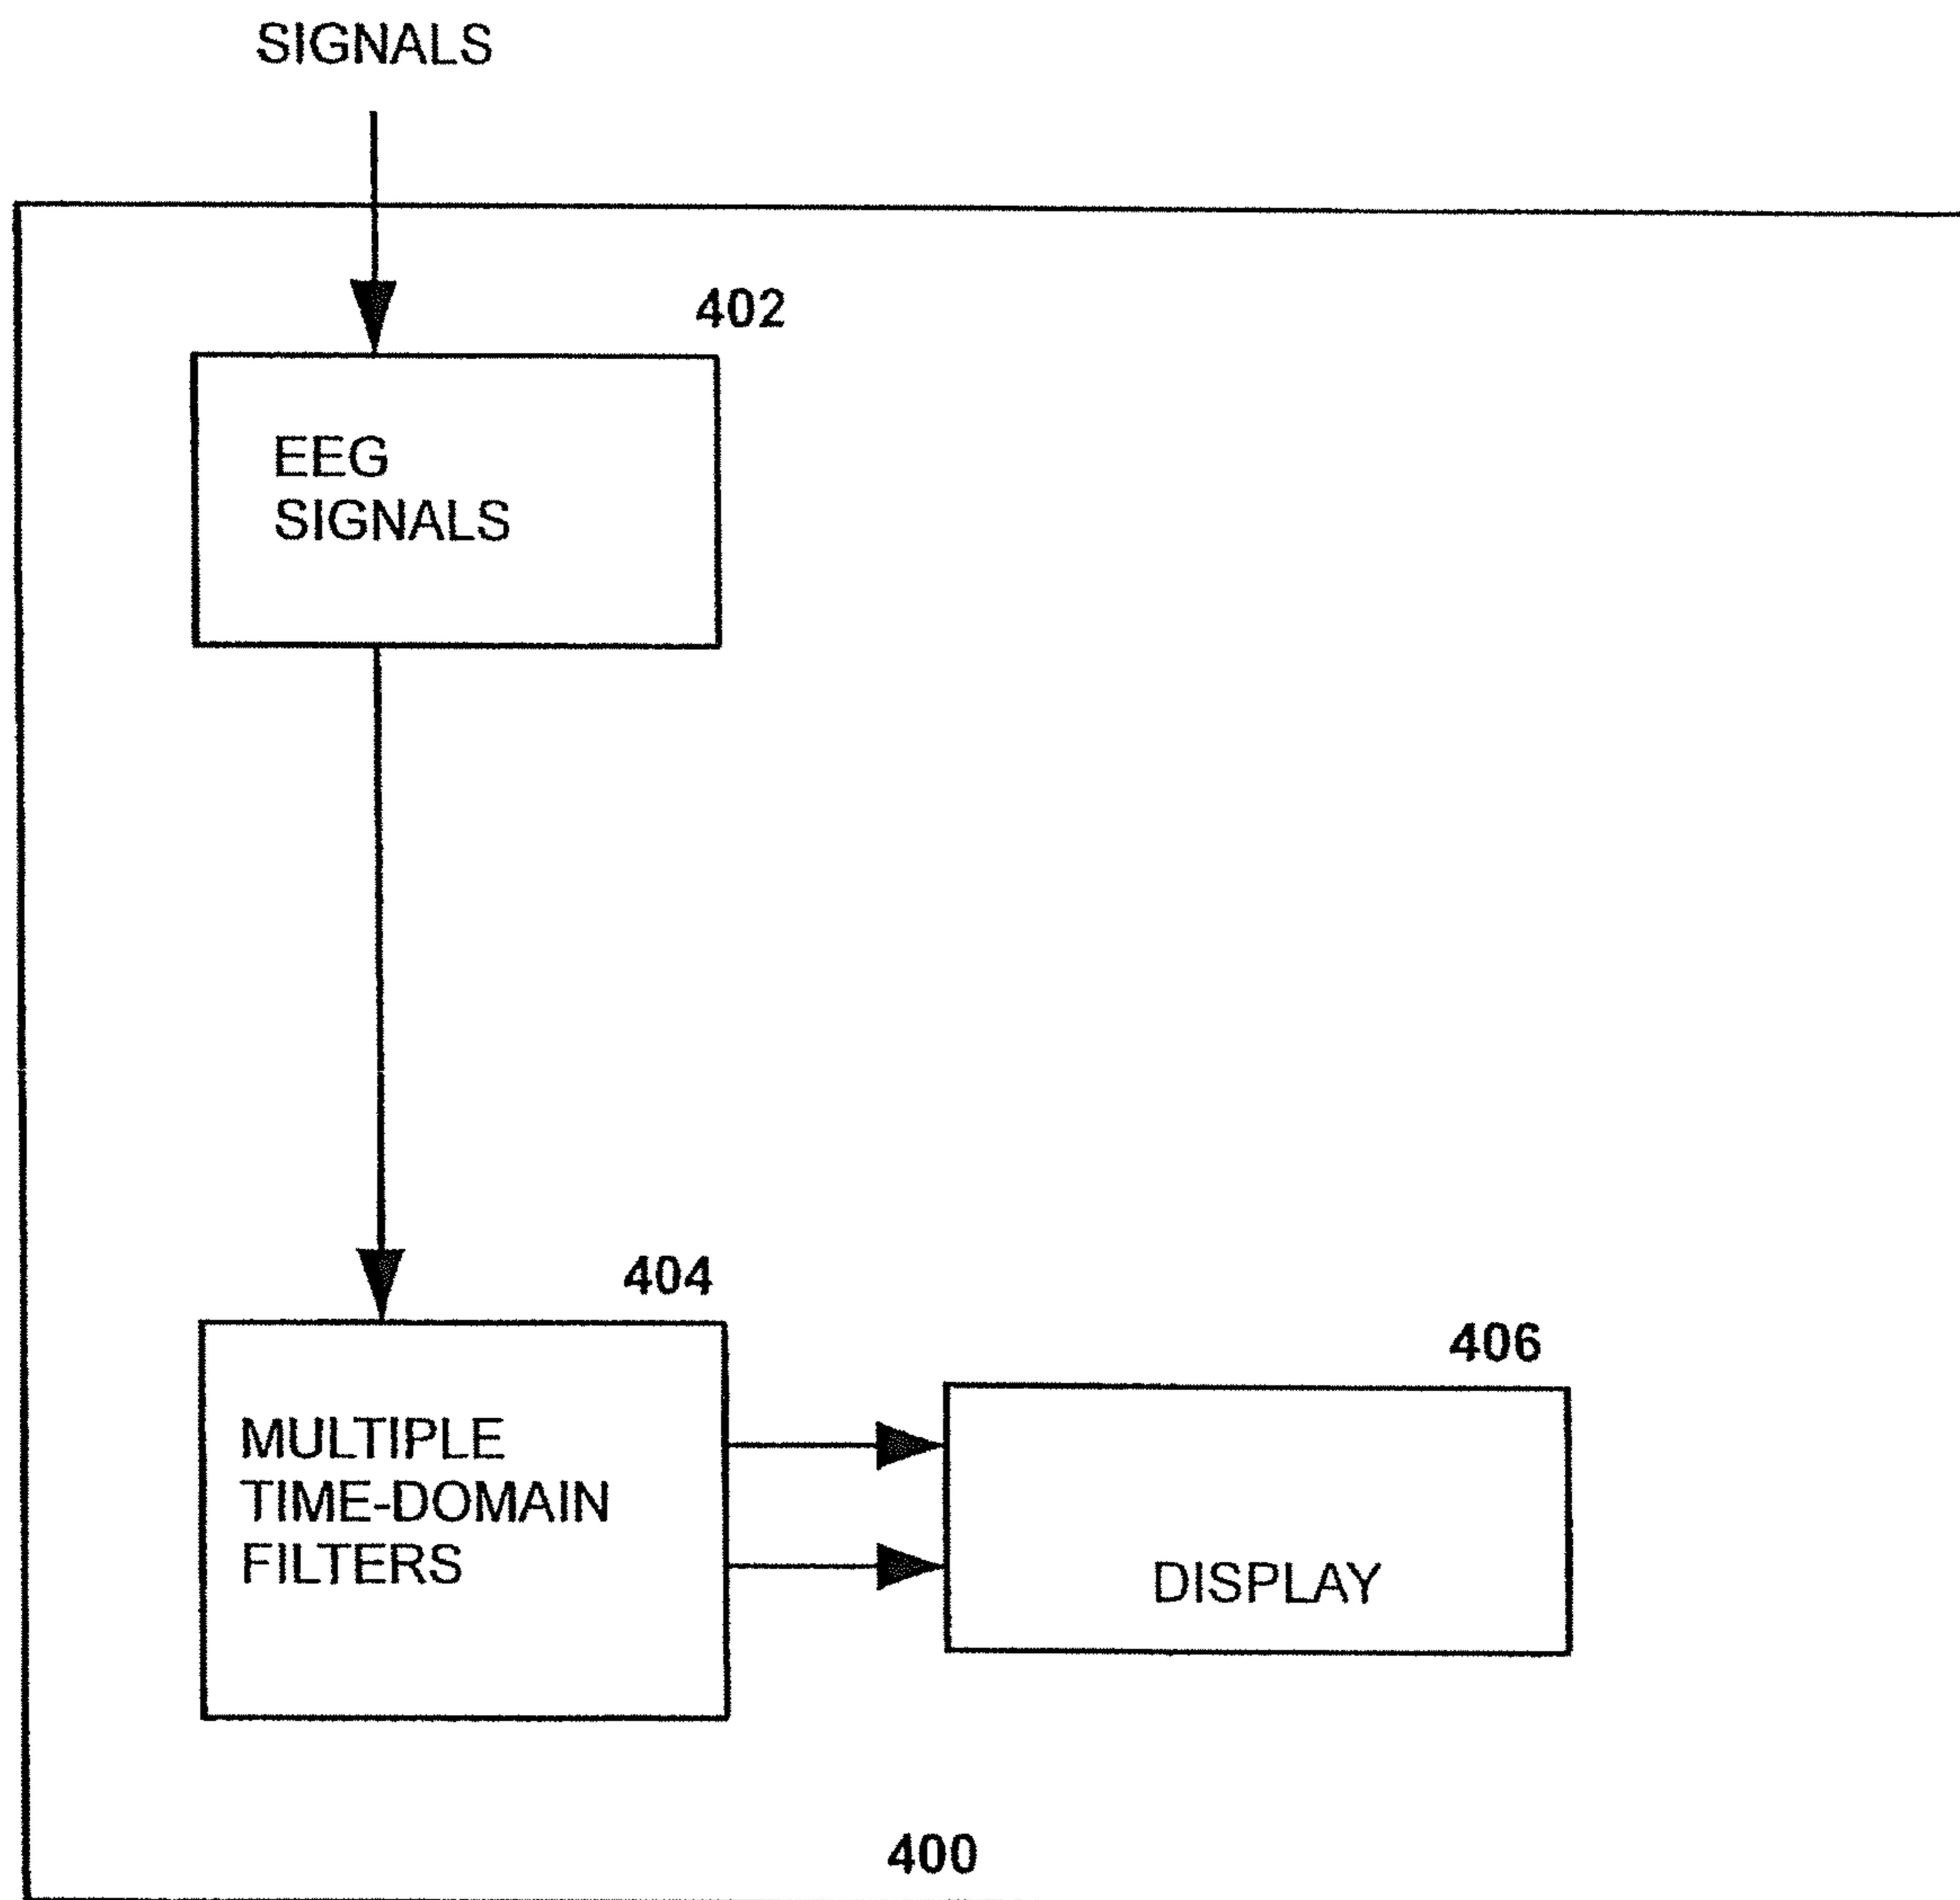 SIGNALS
402
EEG
SIGNALS
404
406
MULTIPLE
TIME-DOMAIN
FILTERS
DISPLAY
400